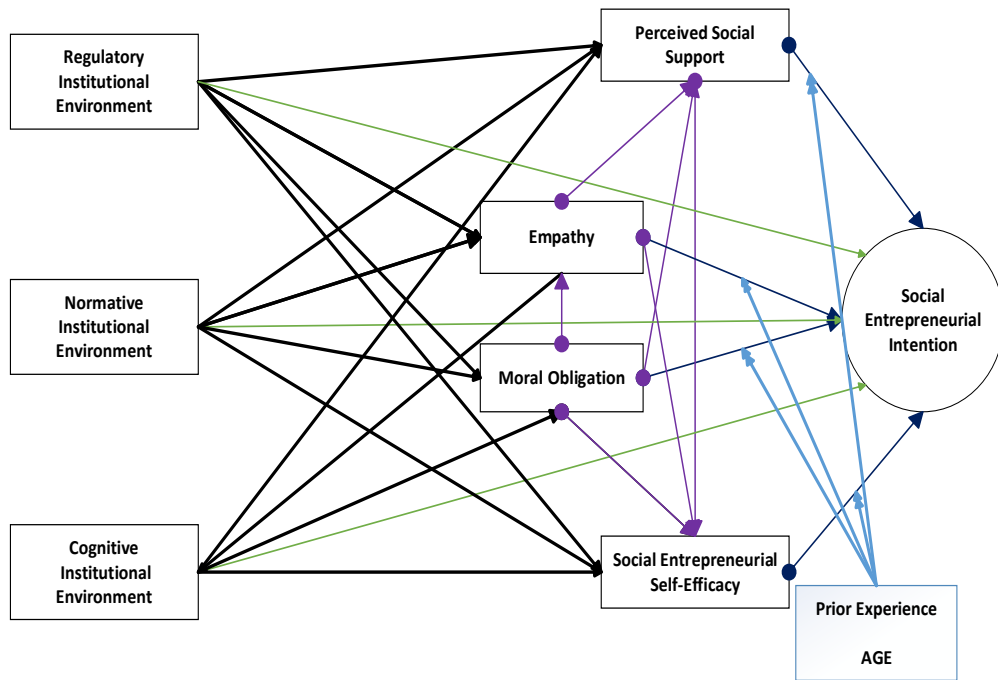 Regulatory
Institutional
Environment
Perceived Social
Support
Empathy
Normative
Institutional
Environment
Moral Obligation
Social
Entrepreneurial
Intention
Cognitive
Institutional
Environment
Social Entrepreneurial
Self-Efficacy
Prior Experience
AGE